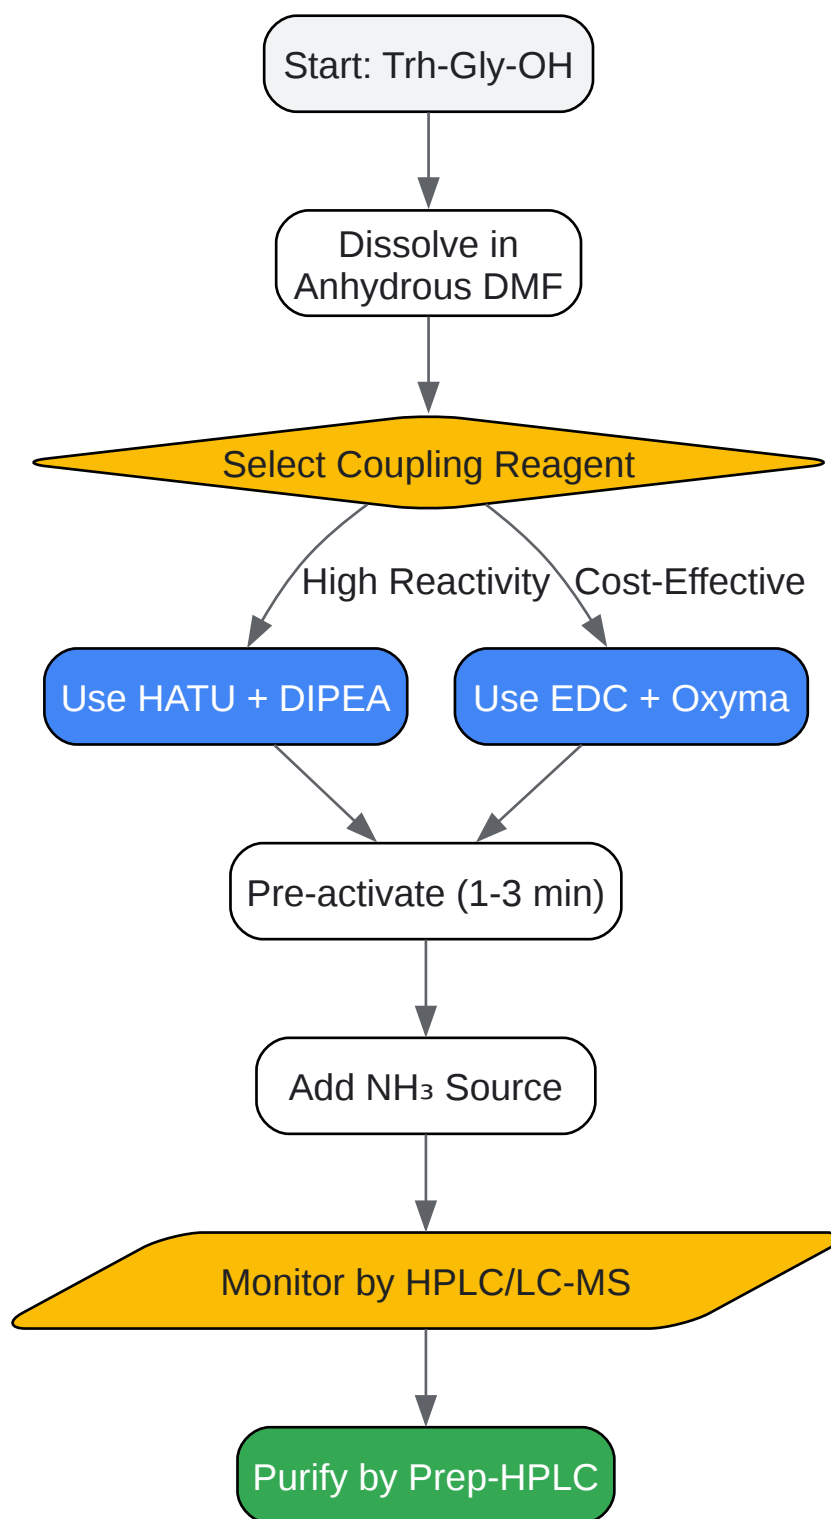 Start: Trh-Gly-OH
Dissolve in
Anhydrous DMF
Select Coupling Reagent
High Reactivity
Cost-Effective
Use HATU + DIPEA
Use EDC + Oxyma
Pre-activate (1-3 min)
Add NH₃ Source
Monitor by HPLC/LC-MS
Purify by Prep-HPLC